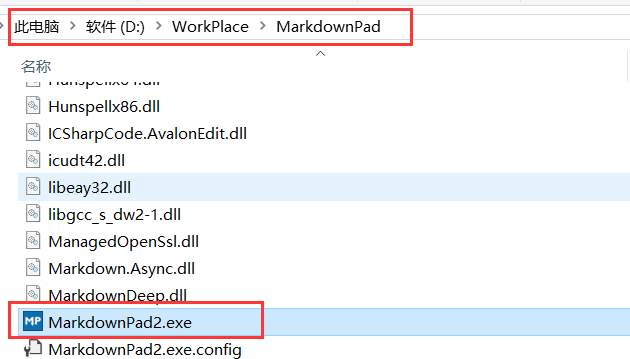 此电脑 > 软件 (D:) > WorkPlace > MarkdownPad
名称
Hunspellx86.dll
ICSharpCode.AvalonEdit.dll
icudt42.dll
libeay32.dll
libgcc_s_dw2-1.dll
ManagedOpenSsl.dll
Markdown.Async.dll
MarkdownDeep.dll
MP MarkdownPad2.exe
MarkdownPad2.exe.config